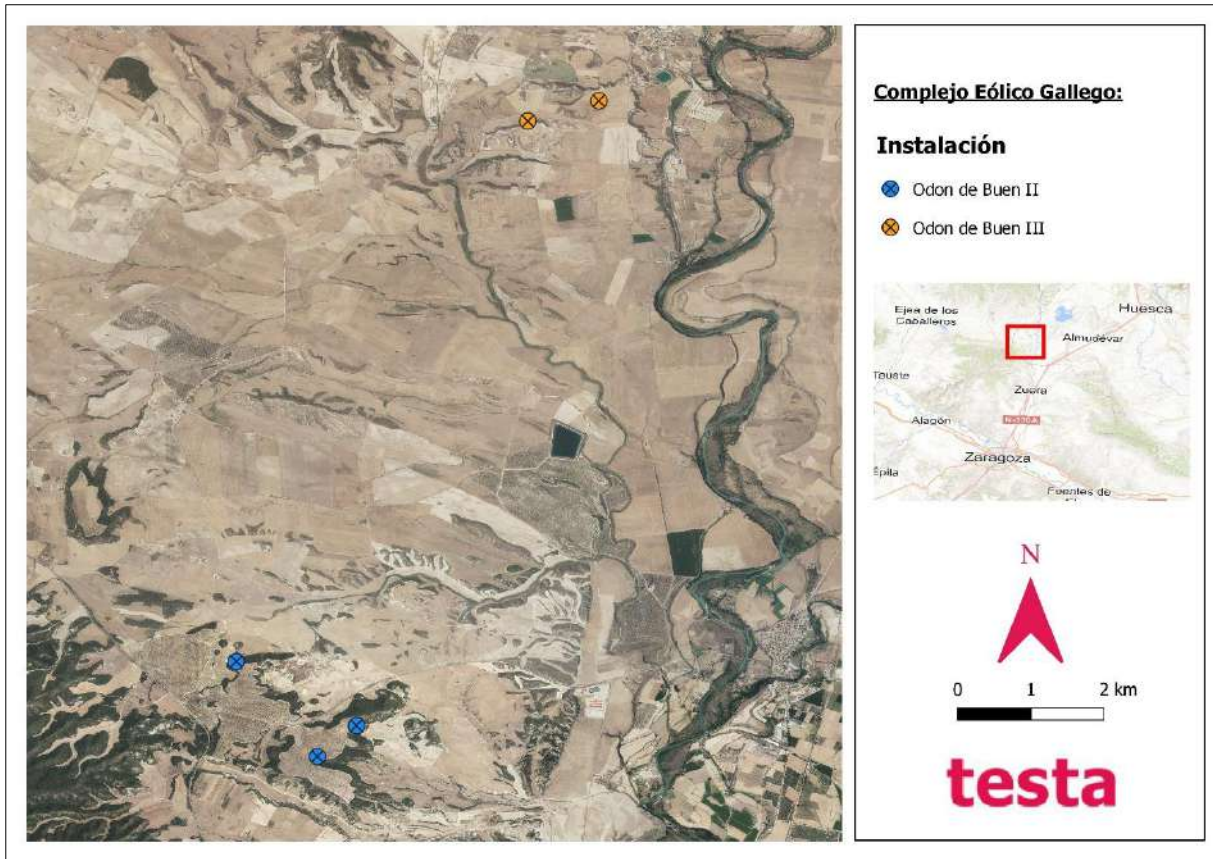 Complejo Eólico Gallego:
Instalación
Odon de Buen II
Odon de Buen III
Ejea de los
Caballeros
Huesca
Almudévar
Tauste
Zuera
Alagón
Zaragoza
Épila
Fuentes de
N
0 1 2 km
testa